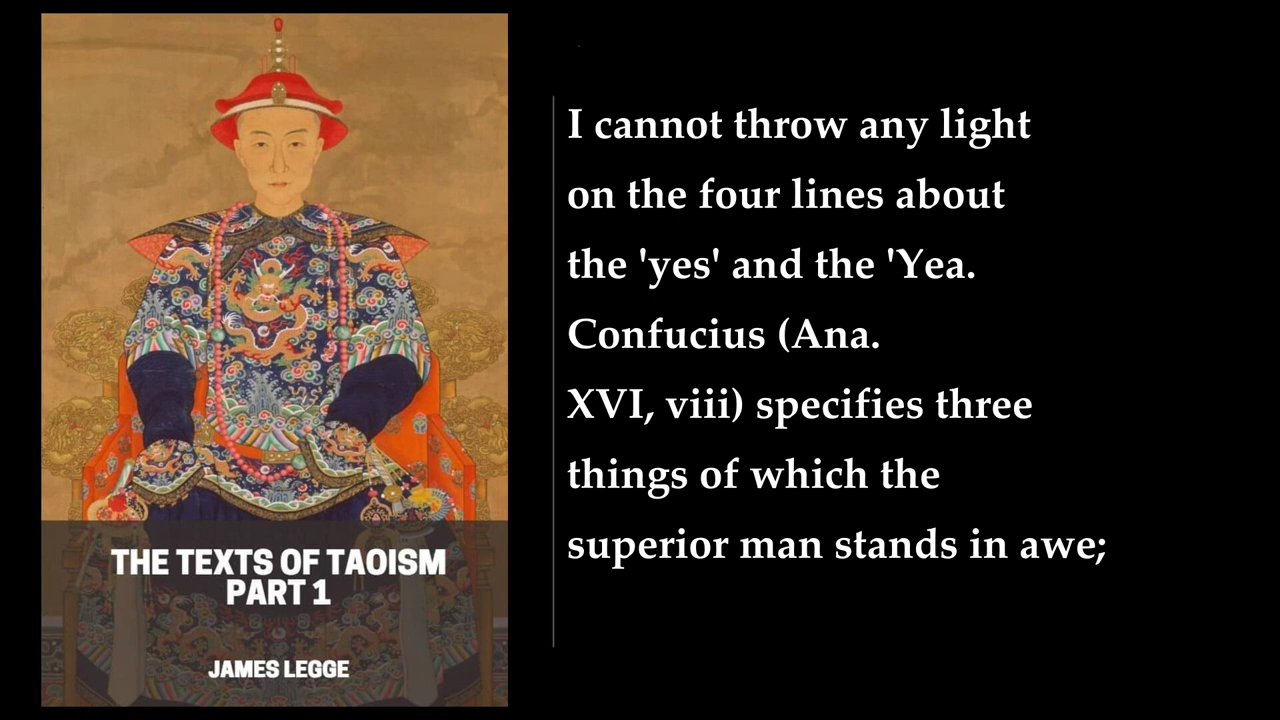 THE TEXTS OF TAOISM
PART 1
JAMES LEGGE
I cannot throw any light
on the four lines about
the 'yes' and the 'Yea.
Confucius (Ana.
XVI, viii) specifies three
things of which the
superior man stands in awe;